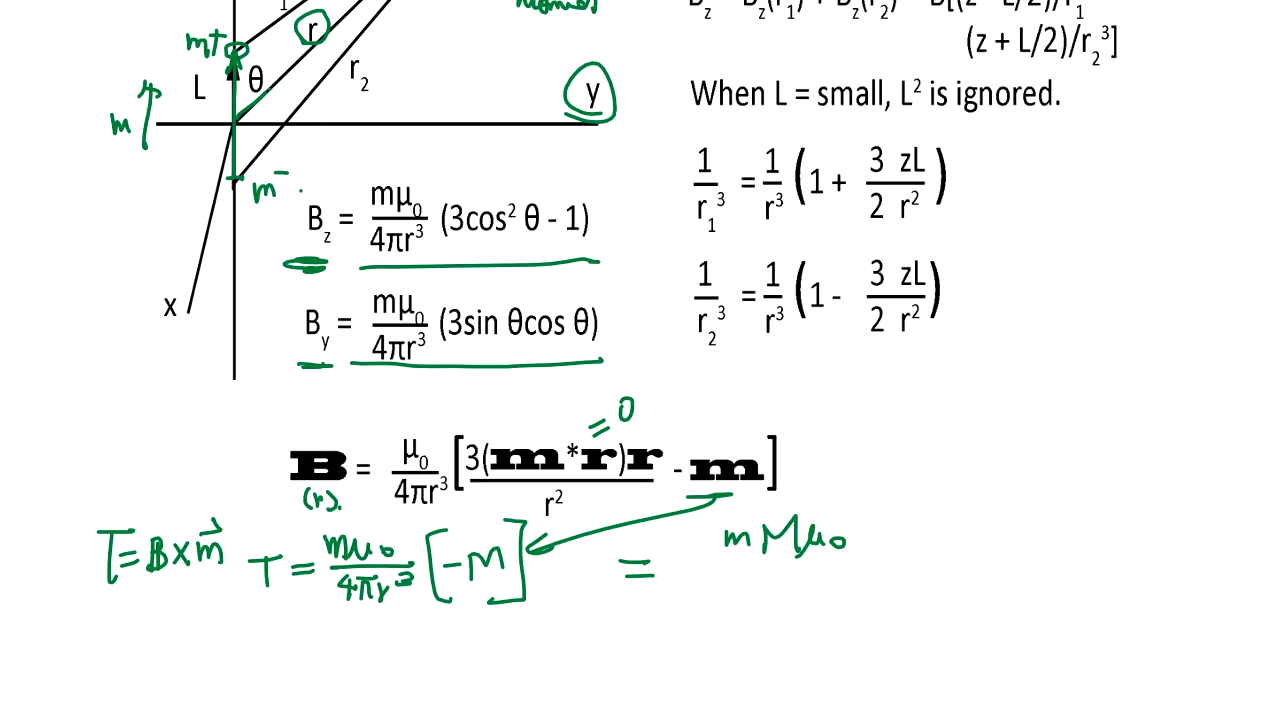 r
m+
L
θ
r₂
y
m
m⁻
x
(z + L/2)/r₂³]
When L = small, L² is ignored.
1/r₁³ = 1/r³ (1 + 3/2 zL/r²)
1/r₂³ = 1/r³ (1 - 3/2 zL/r²)
B_z = mμ₀/4πr³ (3cos² θ - 1)
B_y = mμ₀/4πr³ (3sin θcos θ)
= 0
B = μ₀/4πr³ [3(m*r)r/r² - m]
(r).
T = B × m⃗ T = mμ₀/4πr³ [-M] = m Mμ₀